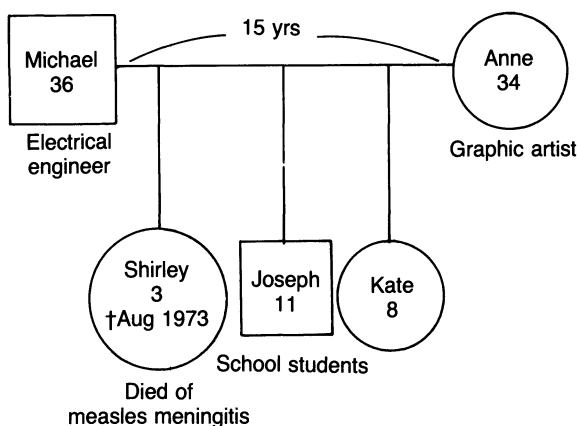 15 yrs
Michael
36
Anne
34
Electrical
engineer
Graphic artist
Shirley
3
†Aug 1973
Joseph
11
Kate
8
School students
Died of
measles meningitis